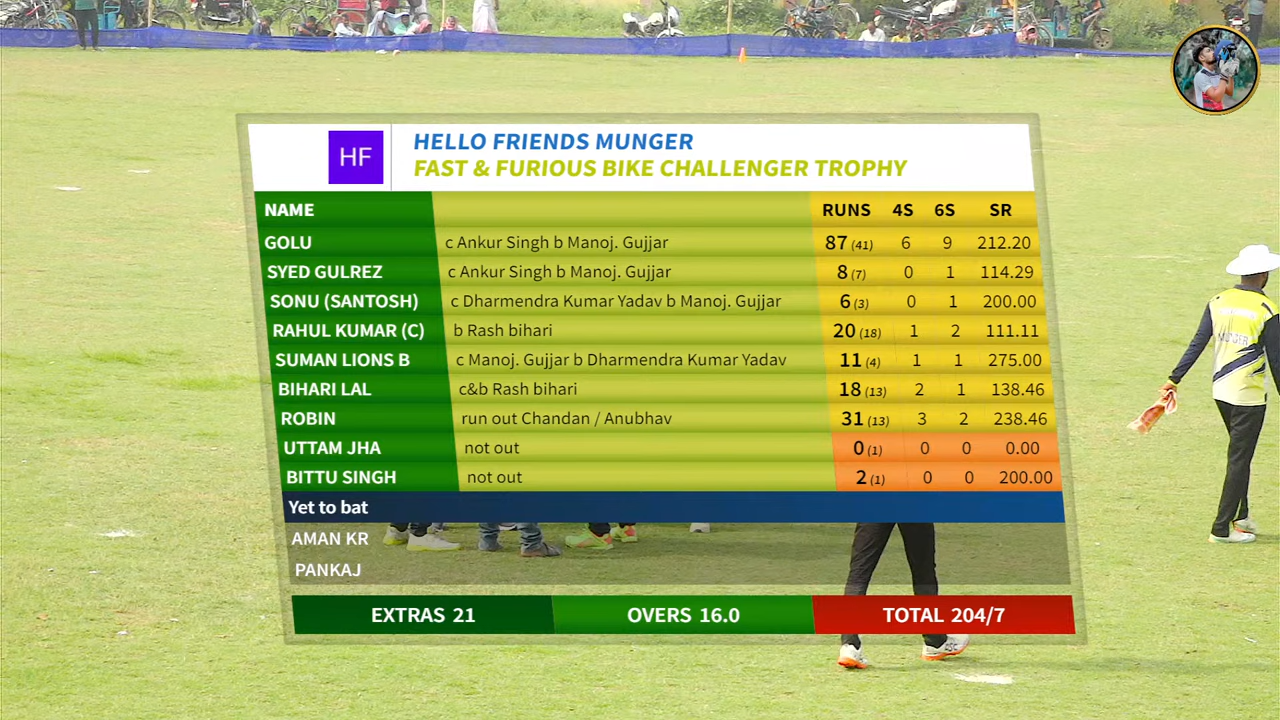 HF
HELLO FRIENDS MUNGER
FAST & FURIOUS BIKE CHALLENGER TROPHY
NAME RUNS 4S 6S SR
GOLU c Ankur Singh b Manoj. Gujjar 87 (41) 6 9 212.20
SYED GULREZ c Ankur Singh b Manoj. Gujjar 8 (7) 0 1 114.29
SONU (SANTOSH) c Dharmendra Kumar Yadav b Manoj. Gujjar 6 (3) 0 1 200.00
RAHUL KUMAR (C) b Rash bihari 20 (18) 1 2 111.11
SUMAN LIONS B c Manoj. Gujjar b Dharmendra Kumar Yadav 11 (4) 1 1 275.00
BIHARI LAL c&b Rash bihari 18 (13) 2 1 138.46
ROBIN run out Chandan / Anubhav 31 (13) 3 2 238.46
UTTAM JHA not out 0 (1) 0 0 0.00
BITTU SINGH not out 2 (1) 0 0 200.00
Yet to bat
AMAN KR
PANKAJ
EXTRAS 21 OVERS 16.0 TOTAL 204/7